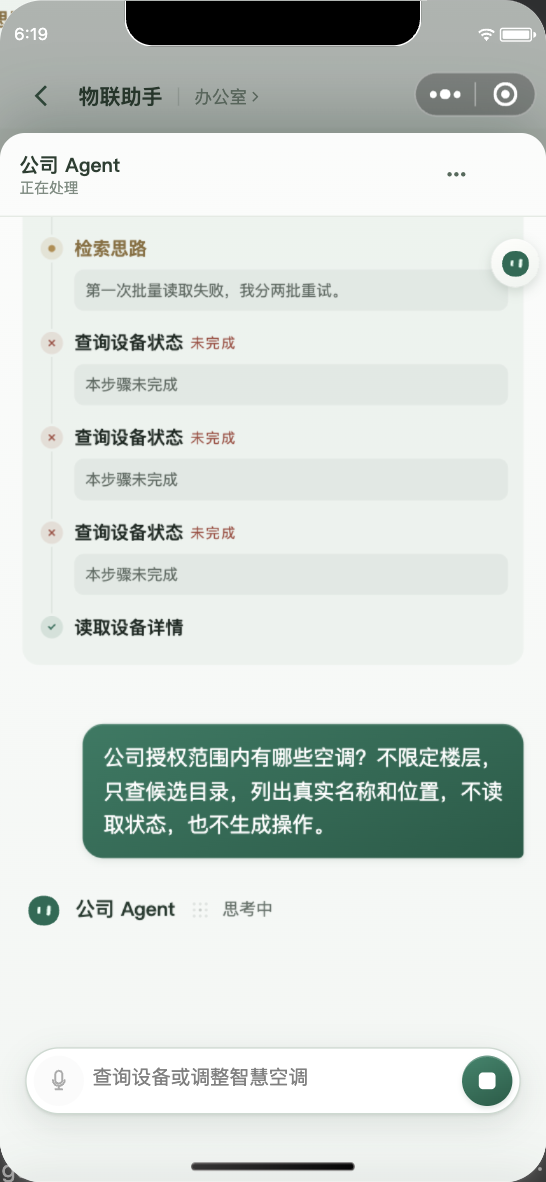 6:19
物联助手
办公室
公司 Agent
正在处理
检索思路
第一次批量读取失败，我分两批重试。
查询设备状态 未完成
本步骤未完成
查询设备状态 未完成
本步骤未完成
查询设备状态 未完成
本步骤未完成
读取设备详情
公司授权范围内有哪些空调？不限定楼层，
只查候选目录，列出真实名称和位置，不读
取状态，也不生成操作。
公司 Agent 思考中
查询设备或调整智慧空调